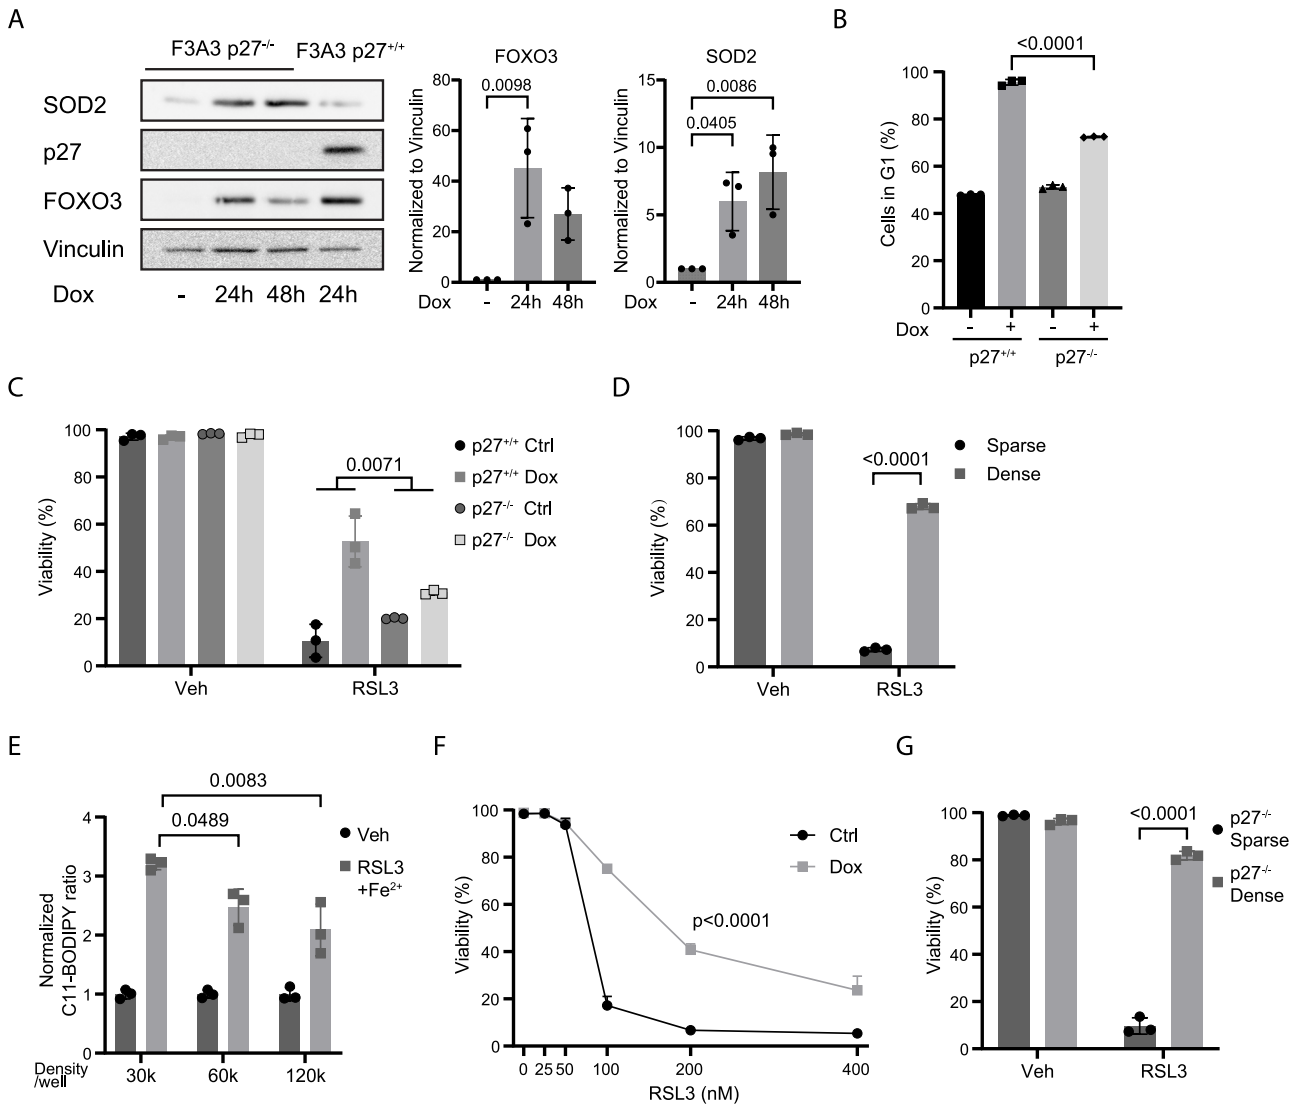 A
F3A3 p27-/-
F3A3 p27+/+
SOD2
p27
FOXO3
Vinculin
Dox
-
24h
48h
24h
FOXO3
Normalized to Vinculin
80
60
40
20
0
0.0098
Dox
-
24h
48h
SOD2
Normalized to Vinculin
15
10
5
0
0.0086
0.0405
Dox
-
24h
48h
B
<0.0001
Cells in G1 (%)
100
80
60
40
20
0
Dox
-
+
-
+
p27+/+
p27-/-
C
Viability (%)
100
80
60
40
20
0
0.0071
Veh
RSL3
p27+/+ Ctrl
p27+/+ Dox
p27-/- Ctrl
p27-/- Dox
D
Viability (%)
100
80
60
40
20
0
<0.0001
Veh
RSL3
Sparse
Dense
E
Normalized
C11-BODIPY ratio
4
3
2
1
0
0.0083
0.0489
Density
/well
30k
60k
120k
Veh
RSL3
+Fe2+
F
Viability (%)
100
80
60
40
20
0
p<0.0001
Ctrl
Dox
0
25
50
100
200
400
RSL3 (nM)
G
Viability (%)
100
80
60
40
20
0
<0.0001
Veh
RSL3
p27-/-
Sparse
p27-/-
Dense